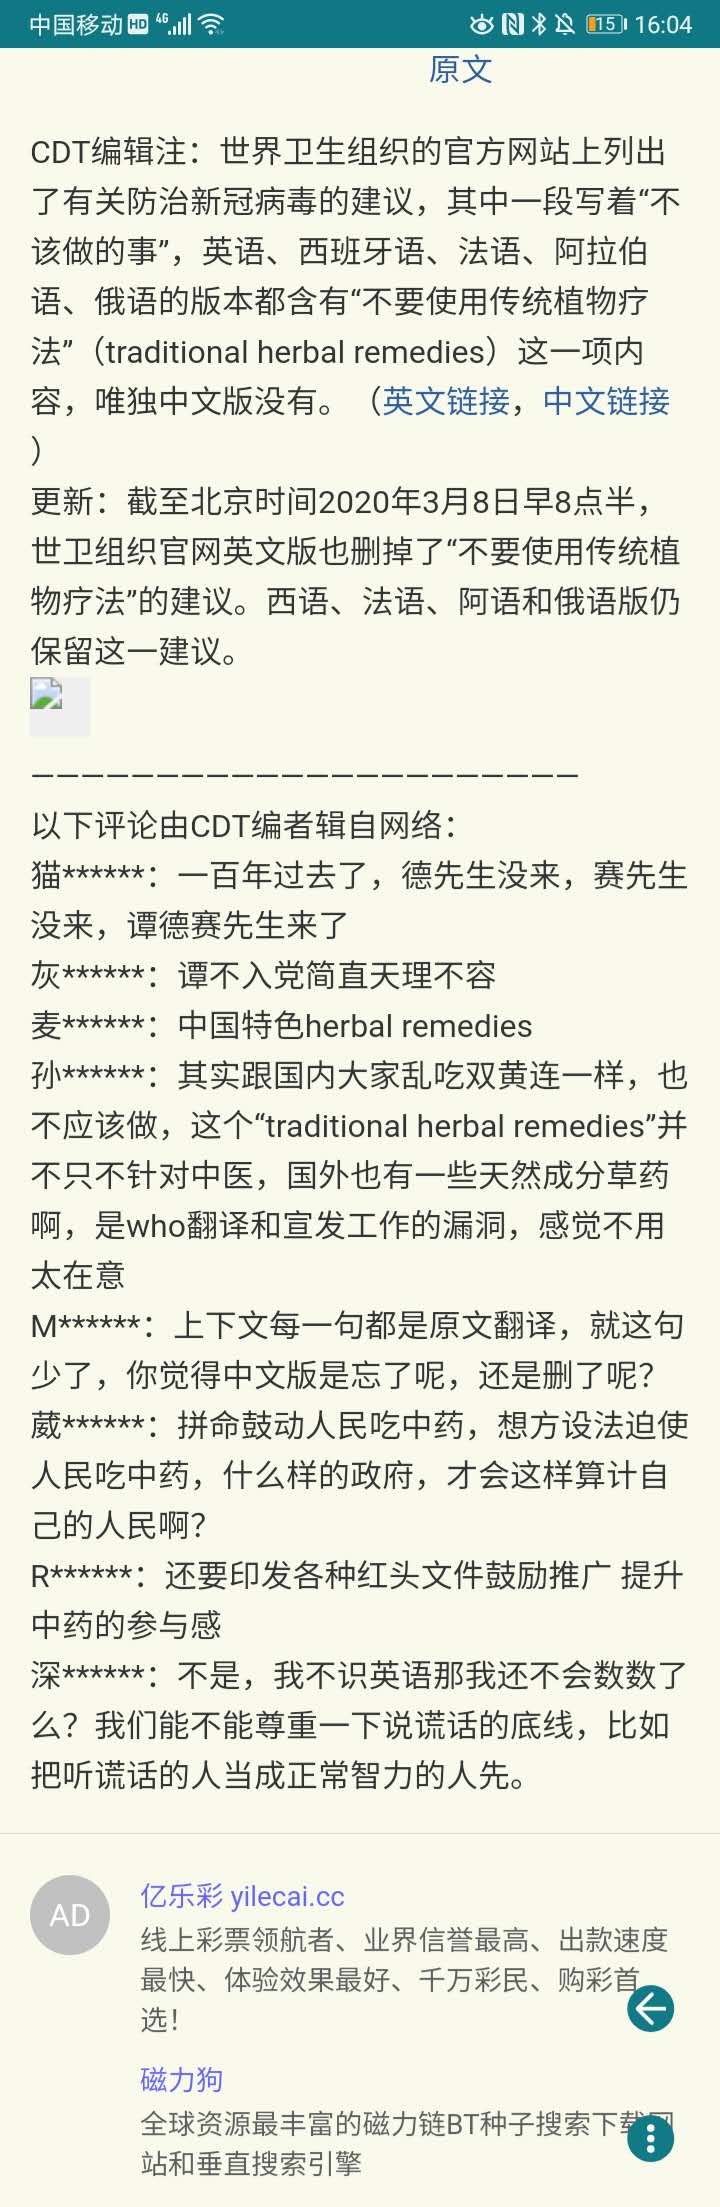 中国移动 HD 4G 15 16:04
原文
CDT编辑注：世界卫生组织的官方网站上列出
了有关防治新冠病毒的建议，其中一段写着“不
该做的事”，英语、西班牙语、法语、阿拉伯
语、俄语的版本都含有“不要使用传统植物疗
法”（traditional herbal remedies）这一项内
容，唯独中文版没有。（英文链接，中文链接
）
更新：截至北京时间2020年3月8日早8点半，
世卫组织官网英文版也删掉了“不要使用传统植
物疗法”的建议。西语、法语、阿语和俄语版仍
保留这一建议。
——————————————————————
以下评论由CDT编者辑自网络：
猫******：一百年过去了，德先生没来，赛先生
没来，谭德赛先生来了
灰******：谭不入党简直天理不容
麦******：中国特色herbal remedies
孙******：其实跟国内大家乱吃双黄连一样，也
不应该做，这个“traditional herbal remedies”并
不只不针对中医，国外也有一些天然成分草药
啊，是who翻译和宣发工作的漏洞，感觉不用
太在意
M******：上下文每一句都是原文翻译，就这句
少了，你觉得中文版是忘了呢，还是删了呢？
葳******：拼命鼓动人民吃中药，想方设法迫使
人民吃中药，什么样的政府，才会这样算计自
己的人民啊？
R******：还要印发各种红头文件鼓励推广 提升
中药的参与感
深******：不是，我不识英语那我还不会数数了
么？我们能不能尊重一下说谎话的底线，比如
把听谎话的人当成正常智力的人先。
AD
亿乐彩 yilecai.cc
线上彩票领航者、业界信誉最高、出款速度
最快、体验效果最好、千万彩民、购彩首
选！
磁力狗
全球资源最丰富的磁力链BT种子搜索下载网
站和垂直搜索引擎